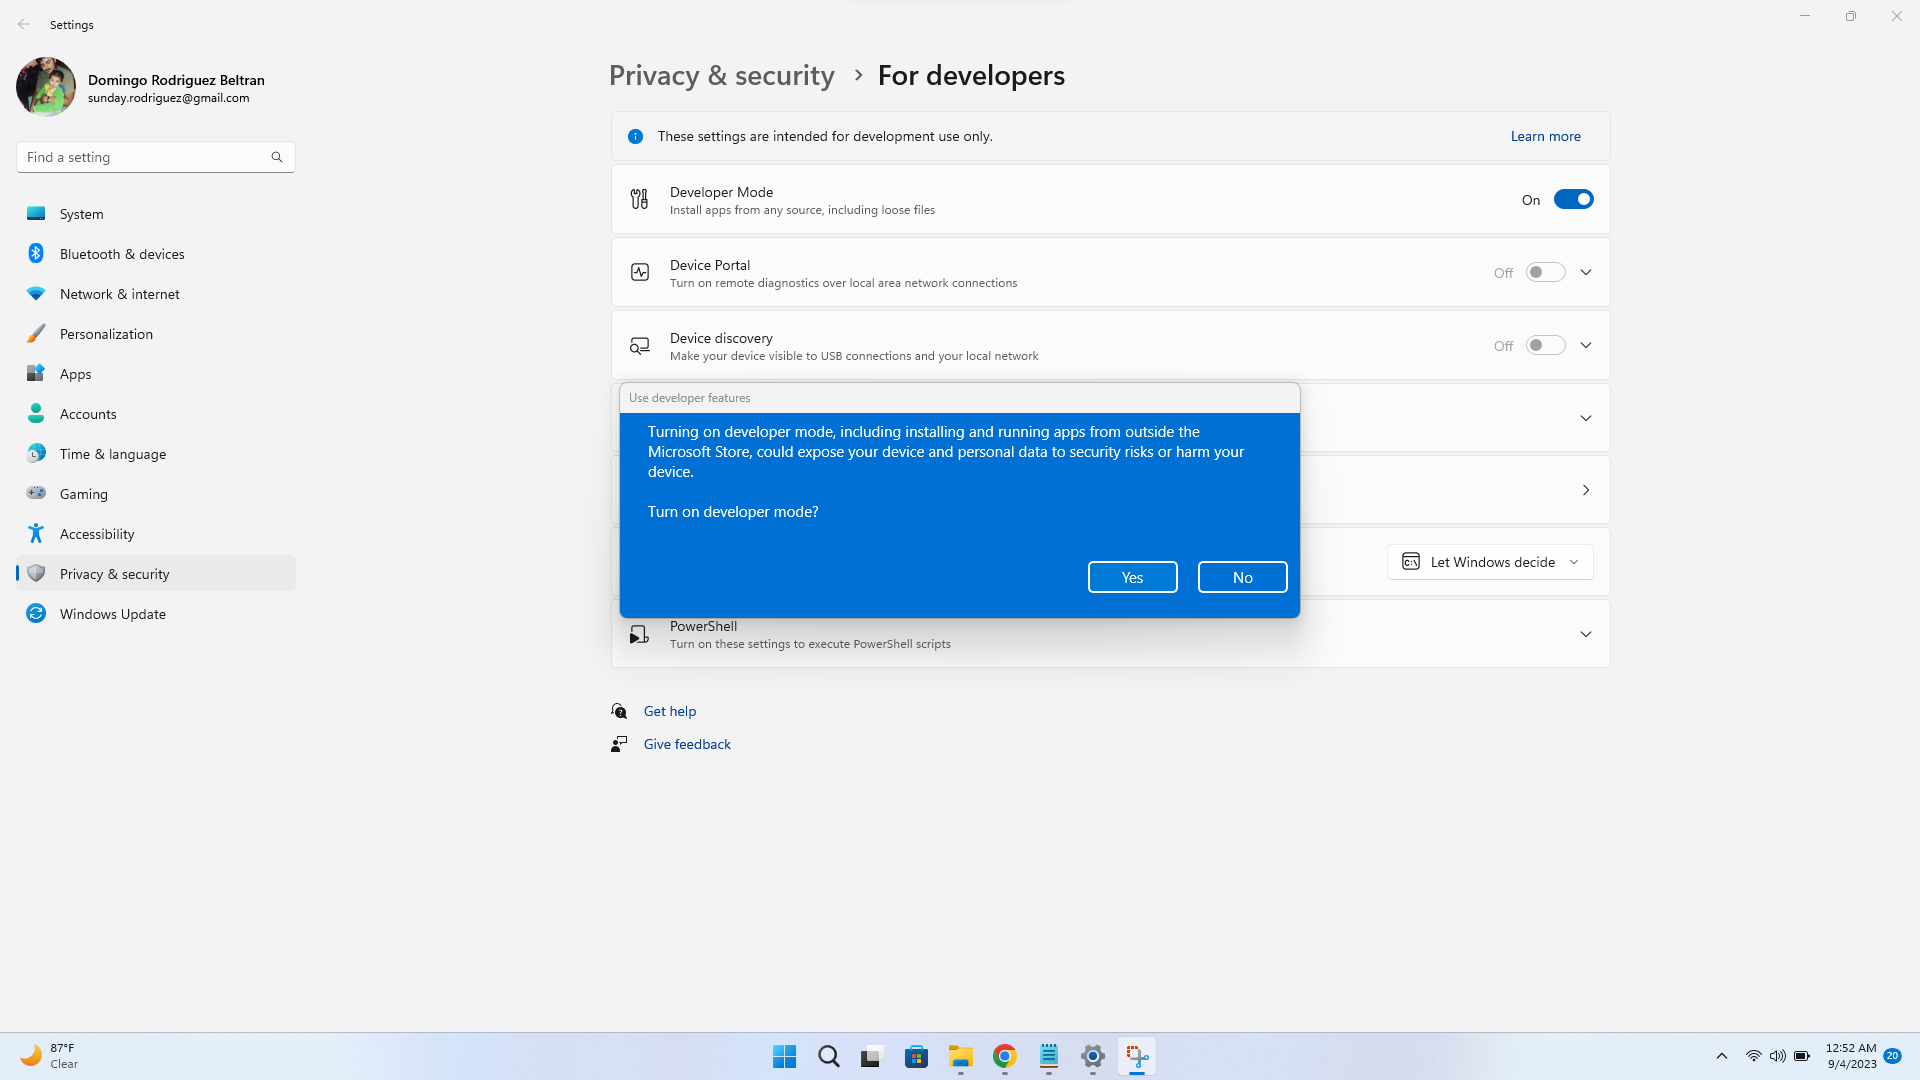 Settings
Domingo Rodriguez Beltran
sunday.rodriguez@gmail.com
Find a setting
System
Bluetooth & devices
Network & internet
Personalization
Apps
Accounts
Time & language
Gaming
Accessibility
Privacy & security
Windows Update
Privacy & security > For developers
These settings are intended for development use only.
Learn more
Developer Mode
Install apps from any source, including loose files
On
Device Portal
Turn on remote diagnostics over local area network connections
Off
Device discovery
Make your device visible to USB connections and your local network
Off
Use developer features
Turning on developer mode, including installing and running apps from outside the
Microsoft Store, could expose your device and personal data to security risks or harm your
device.
Turn on developer mode?
Yes
No
Let Windows decide
PowerShell
Turn on these settings to execute PowerShell scripts
Get help
Give feedback
87°F
Clear
12:52 AM
9/4/2023
20